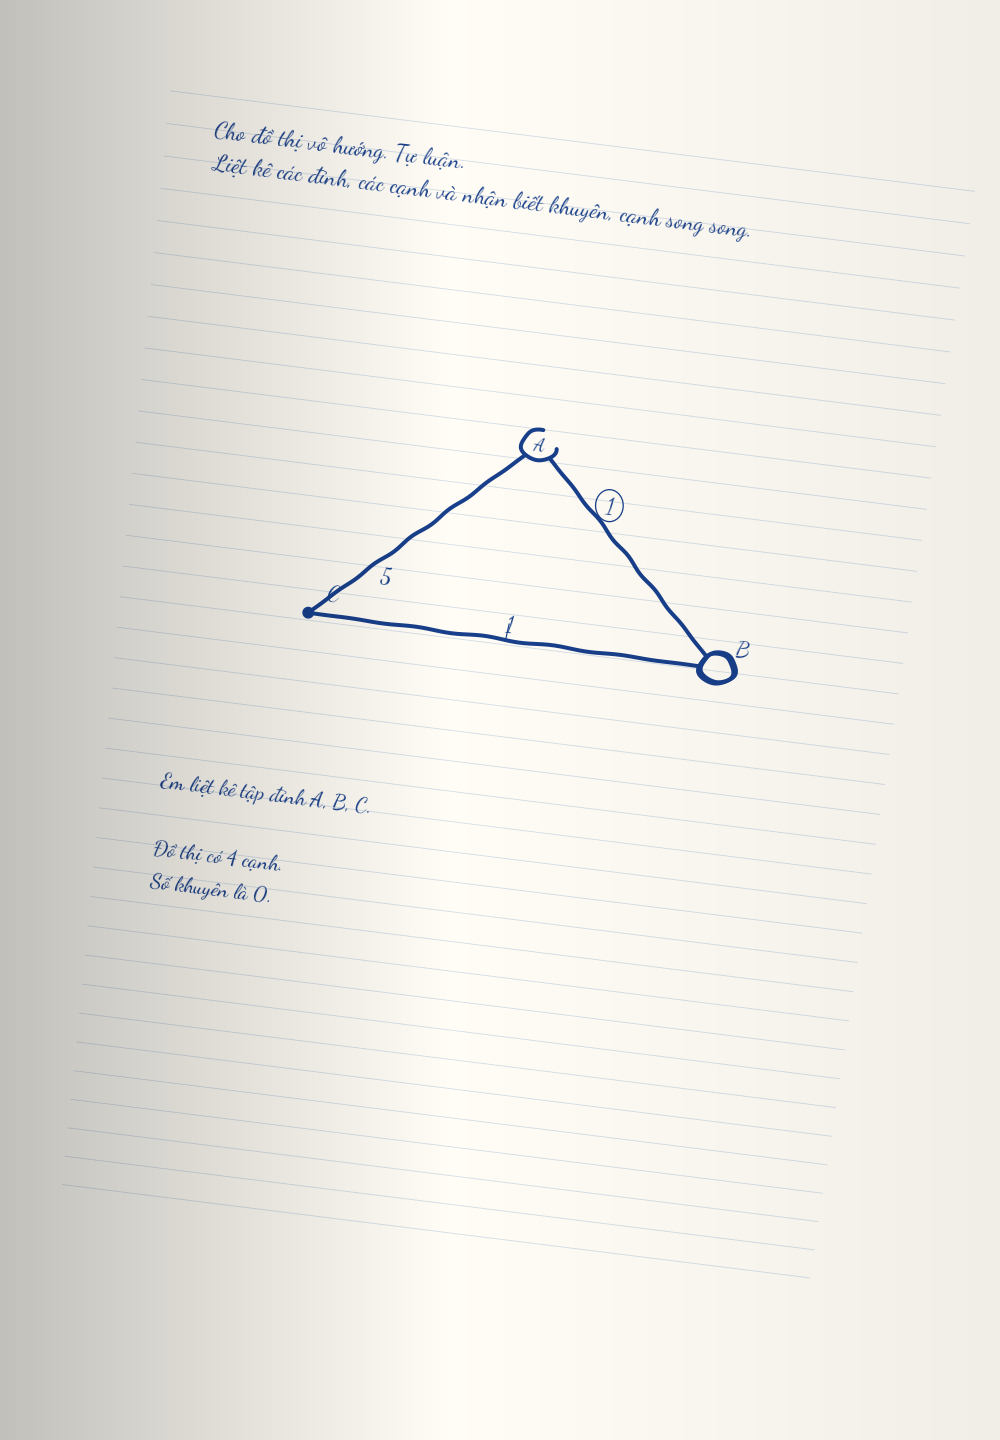 Cho đồ thị vô hướng. Tự luận.
Liệt kê các đỉnh, các cạnh và nhận biết khuyên, cạnh song song.
A
1
5
C
1
B
Em liệt kê tập đỉnh A, B, C.
Đồ thị có 4 cạnh.
Số khuyên là 0.